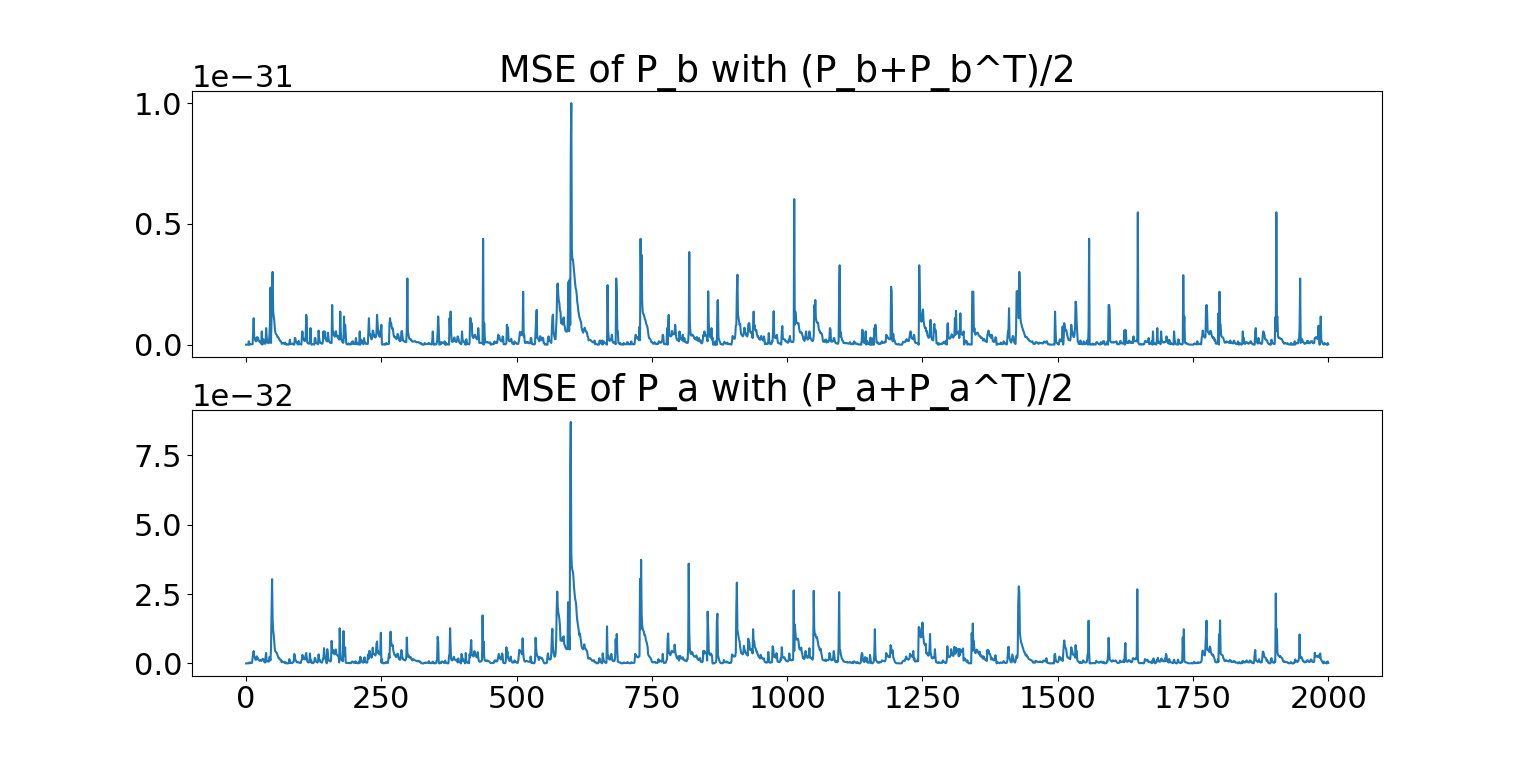 MSE of P_b with (P_b+P_b^T)/2
1e−31
1.0
0.5
0.0
MSE of P_a with (P_a+P_a^T)/2
1e−32
7.5
5.0
2.5
0.0
0 250 500 750 1000 1250 1500 1750 2000